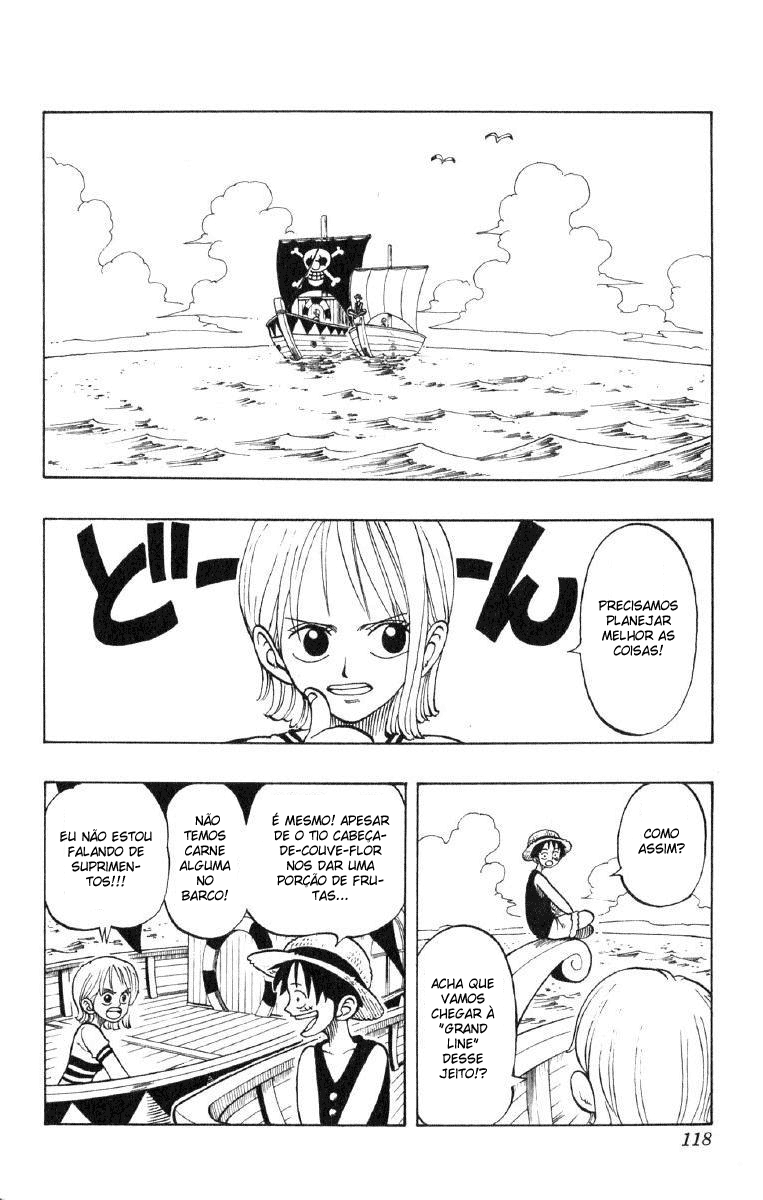 どーーん
PRECISAMOS
PLANEJAR
MELHOR AS
COISAS!
COMO
ASSIM?
ACHA QUE
VAMOS
CHEGAR À
"GRAND
LINE"
DESSE
JEITO!?
É MESMO! APESAR
DE O TIO CABEÇA-
DE-COUVE-FLOR
NOS DAR UMA
PORÇÃO DE FRU-
TAS...
NÃO
TEMOS
CARNE
ALGUMA
NO
BARCO!
EU NÃO ESTOU
FALANDO DE
SUPRIMEN-
TOS!!!
118